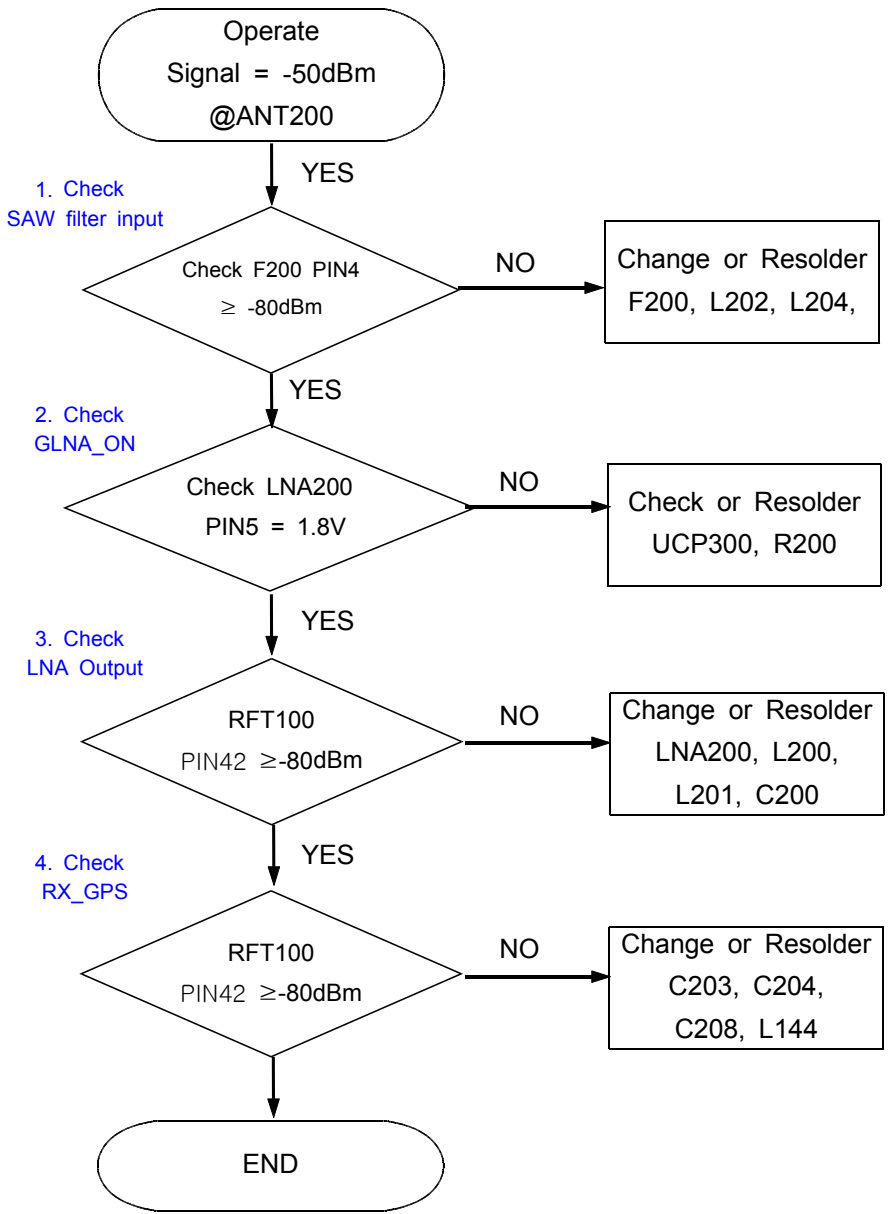 Operate
Signal = -50dBm
@ANT200
YES
1. Check
SAW filter input
Check F200 PIN4
≥ -80dBm
NO
Change or Resolder
F200, L202, L204,
YES
2. Check
GLNA_ON
Check LNA200
PIN5 = 1.8V
NO
Check or Resolder
UCP300, R200
YES
3. Check
LNA Output
RFT100
PIN42 ≥-80dBm
NO
Change or Resolder
LNA200, L200,
L201, C200
YES
4. Check
RX_GPS
RFT100
PIN42 ≥-80dBm
NO
Change or Resolder
C203, C204,
C208, L144
END